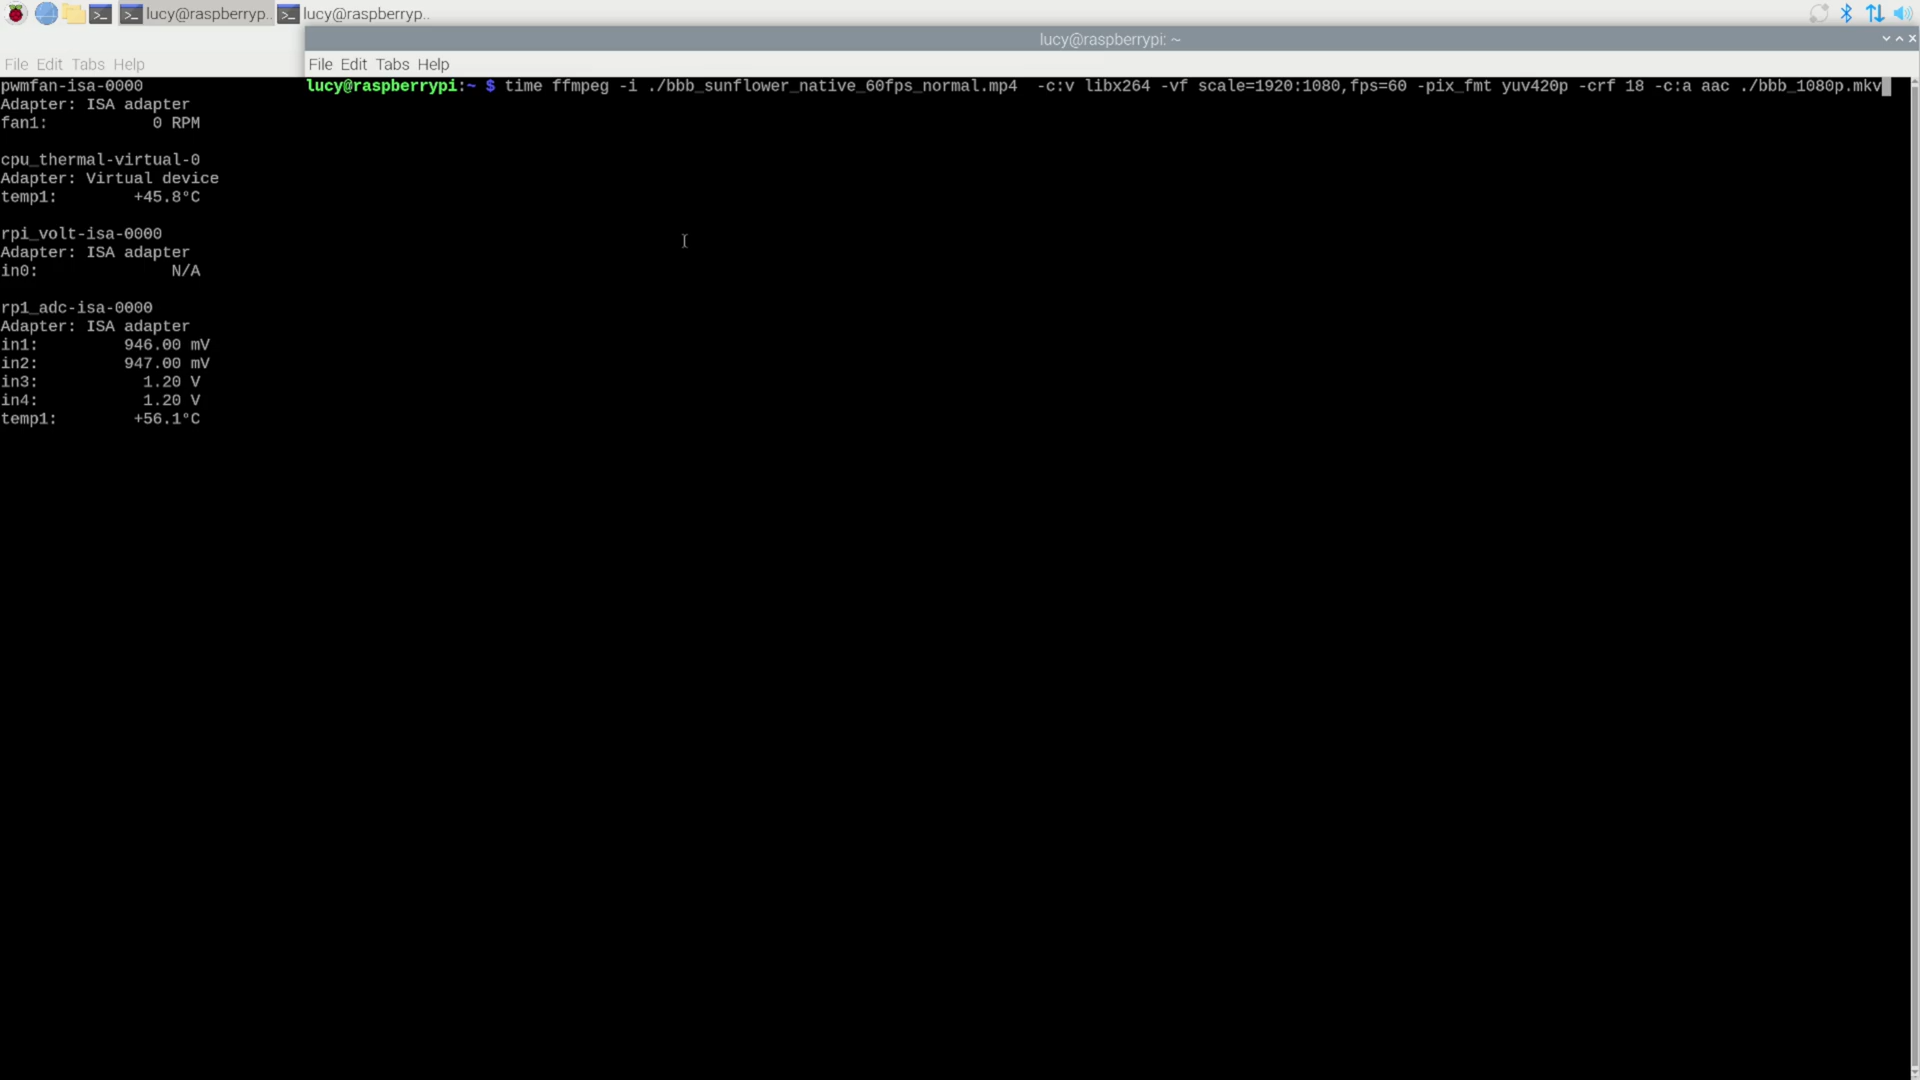 lucy@raspberryp.. lucy@raspberryp..
lucy@raspberrypi: ~
File Edit Tabs Help
File Edit Tabs Help
pwmfan-isa-0000
Adapter: ISA adapter
fan1: 0 RPM
cpu_thermal-virtual-0
Adapter: Virtual device
temp1: +45.8°C
rpi_volt-isa-0000
Adapter: ISA adapter
in0: N/A
rp1_adc-isa-0000
Adapter: ISA adapter
in1: 946.00 mV
in2: 947.00 mV
in3: 1.20 V
in4: 1.20 V
temp1: +56.1°C
lucy@raspberrypi:~ $ time ffmpeg -i ./bbb_sunflower_native_60fps_normal.mp4  -c:v libx264 -vf scale=1920:1080,fps=60 -pix_fmt yuv420p -crf 18 -c:a aac ./bbb_1080p.mkv